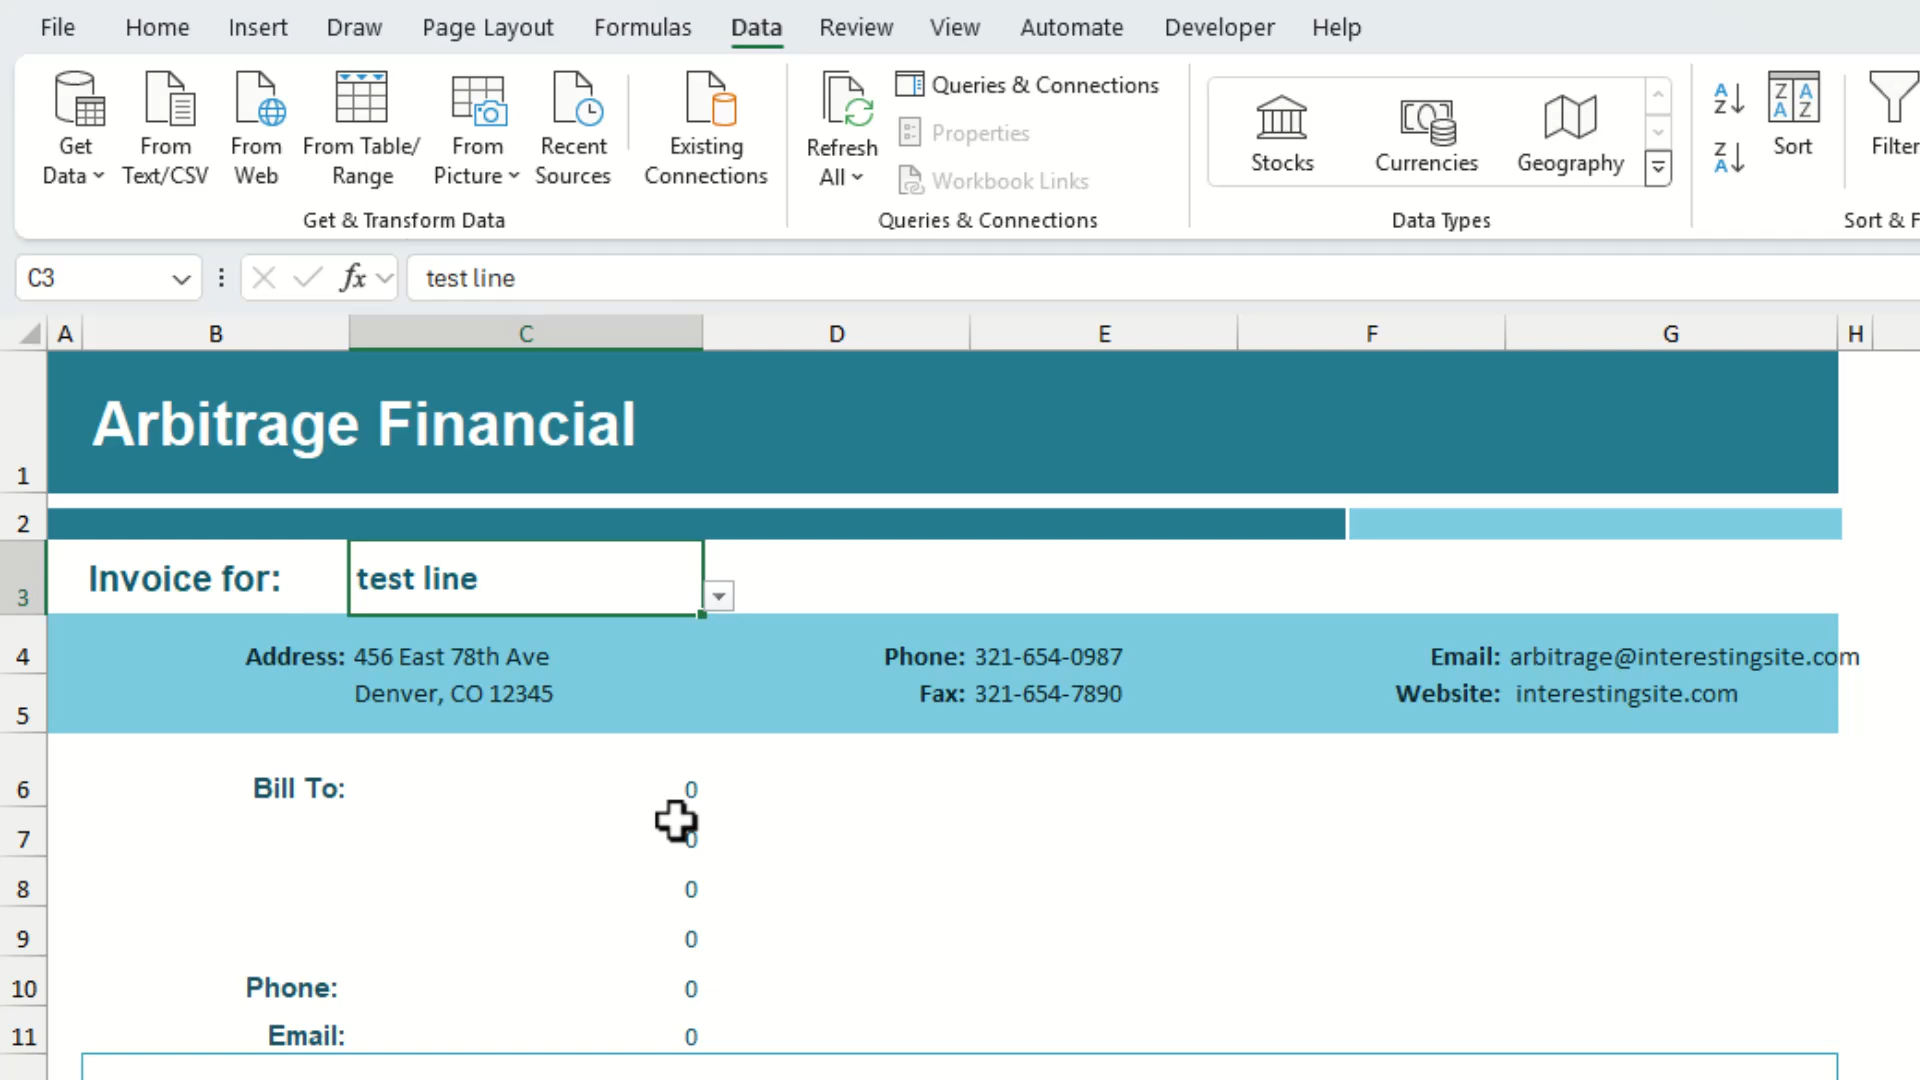 File Home Insert Draw Page Layout Formulas Data Review View Automate Developer Help
Get Data
From Text/CSV
From Web
From Table/ Range
From Picture
Recent Sources
Existing Connections
Get & Transform Data
Refresh All
Queries & Connections
Properties
Workbook Links
Queries & Connections
Stocks
Currencies
Geography
Data Types
Sort
Filter
Sort & F
C3 fx test line
A B C D E F G H
1 Arbitrage Financial
2
3 Invoice for: test line
4 Address: 456 East 78th Ave Phone: 321-654-0987 Email: arbitrage@interestingsite.com
5 Denver, CO 12345 Fax: 321-654-7890 Website: interestingsite.com
6 Bill To: 0
7 0
8 0
9 0
10 Phone: 0
11 Email: 0